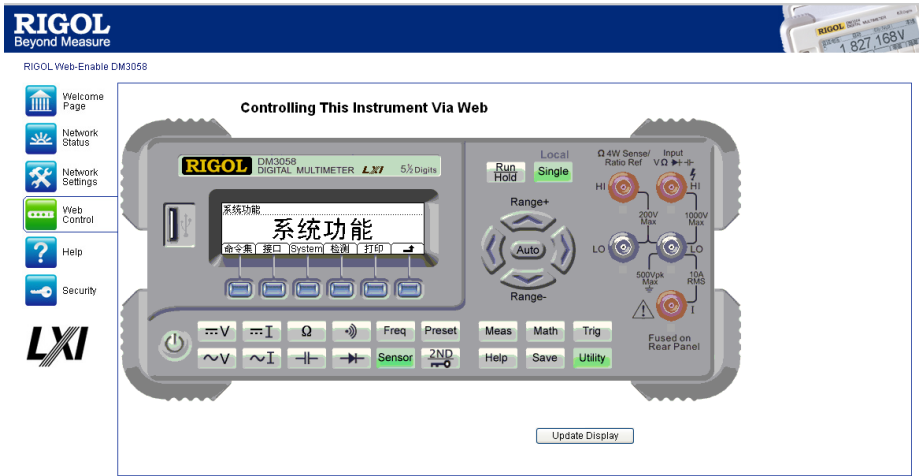 RIGOL
Beyond Measure
RIGOL
1.827,168V
RIGOL Web-Enable DM3058
Welcome Page
Network Status
Network Settings
Web Control
Help
Security
LXI
Controlling This Instrument Via Web
RIGOL DM3058
DIGITAL MULTIMETER LXI 5½ Digits
系统功能
系统功能
命令集 接口 System 检测 打印
Run Hold
Local
Single
Range+
Auto
Range-
Ω 4W Sense/ Ratio Ref
Input
VΩ
HI
HI
200V Max
1000V Max
LO
LO
500Vpk Max
10A RMS
I
Fused on Rear Panel
V
I
Ω
Freq
Preset
Meas
Math
Trig
~V
~I
Sensor
2ND
Help
Save
Utility
Update Display